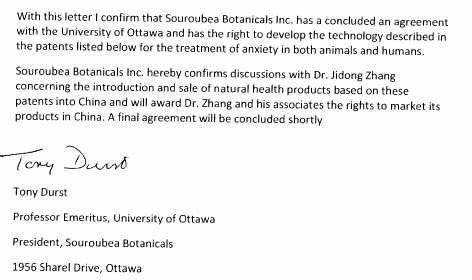 With this letter I confirm that Souroubea Botanicals Inc. has a concluded an agreement
with the University of Ottawa and has the right to develop the technology described in
the patents listed below for the treatment of anxiety in both animals and humans.
Souroubea Botanicals Inc. hereby confirms discussions with Dr. Jidong Zhang
concerning the introduction and sale of natural health products based on these
patents into China and will award Dr. Zhang and his associates the rights to market its
products in China. A final agreement will be concluded shortly
Tony Durst
Tony Durst
Professor Emeritus, University of Ottawa
President, Souroubea Botanicals
1956 Sharel Drive, Ottawa